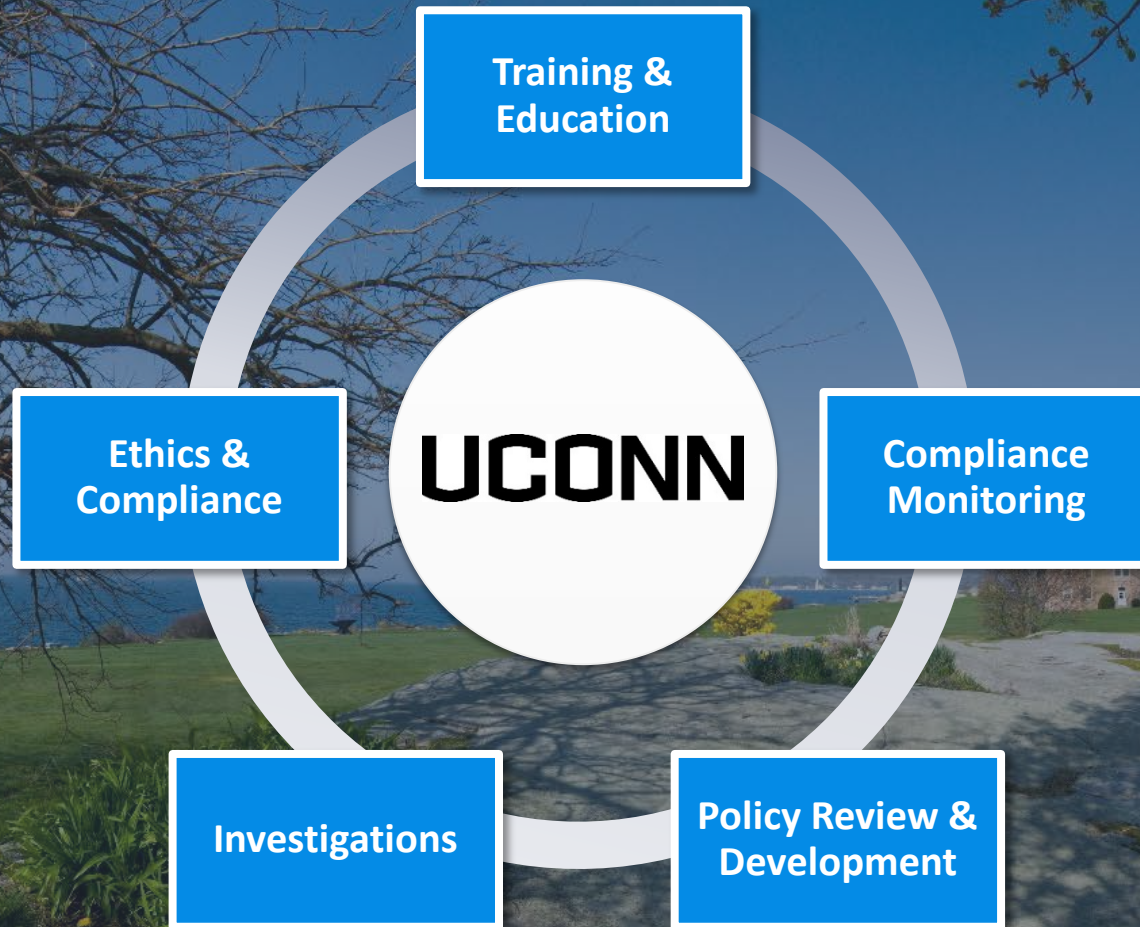 Training &
Education
Ethics &
Compliance
UCONN
Compliance
Monitoring
Investigations
Policy Review &
Development